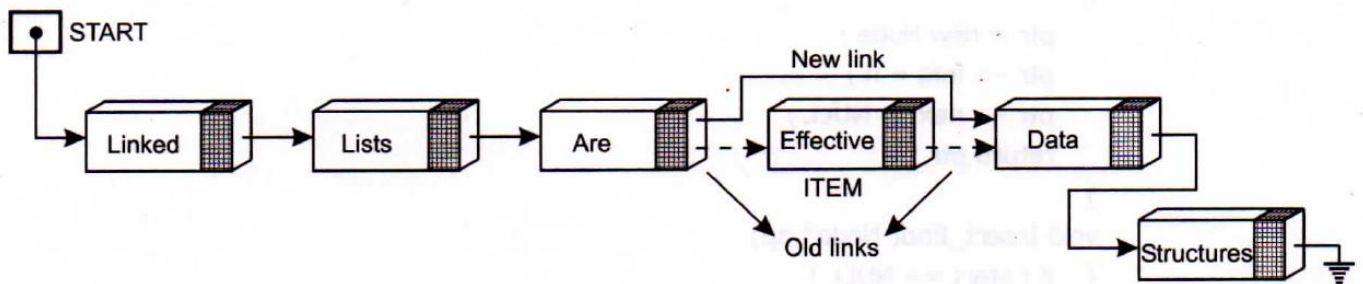 START
New link
Linked
Lists
Are
Effective
Data
ITEM
Old links
Structures